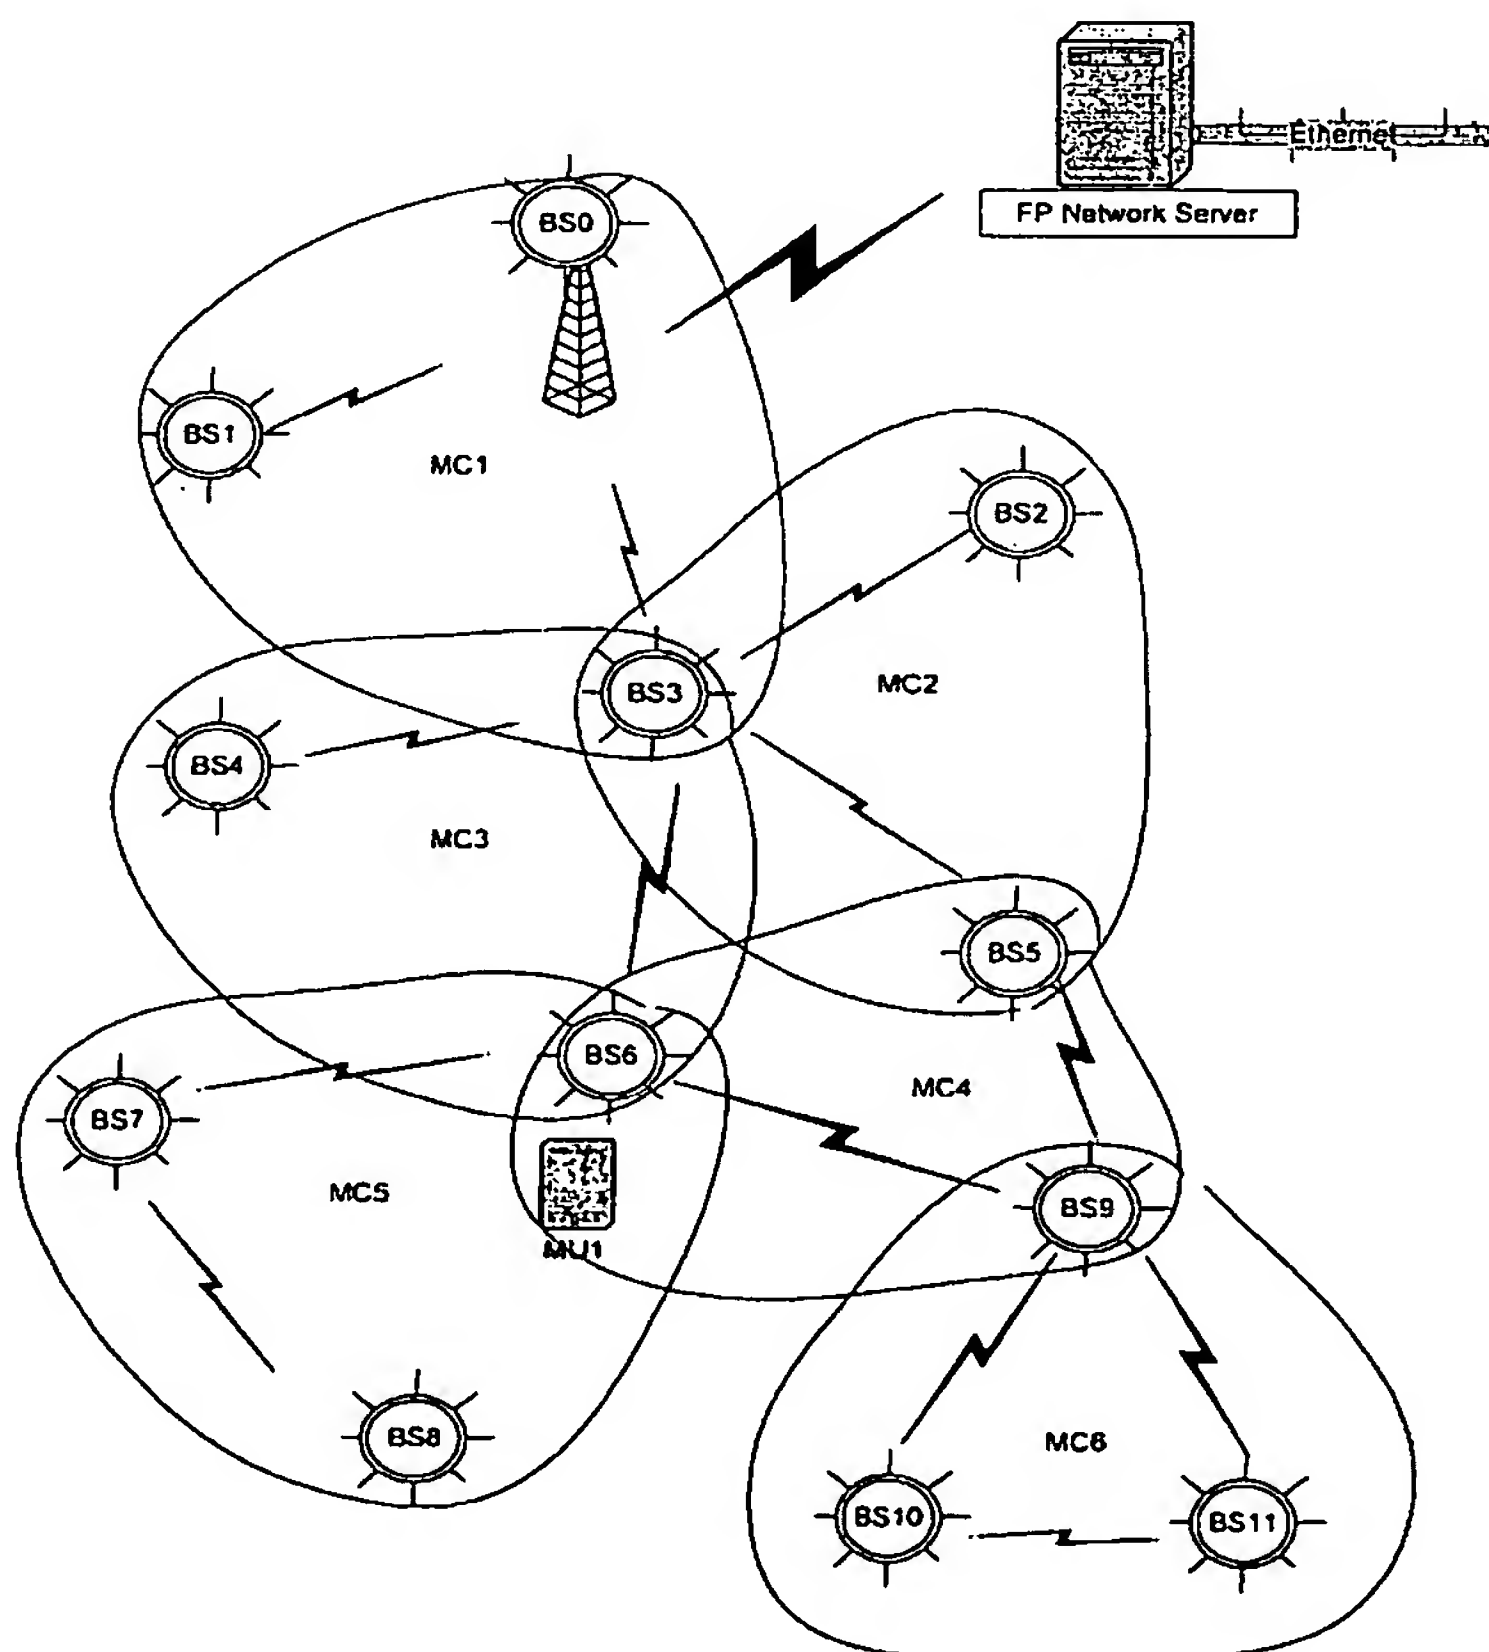 Ethernet
FP Network Server
BS0
BS1
MC1
BS2
BS3
MC2
BS4
MC3
BS5
BS6
MC4
BS7
MC5
BS9
MU1
BS8
MC6
BS10
BS11